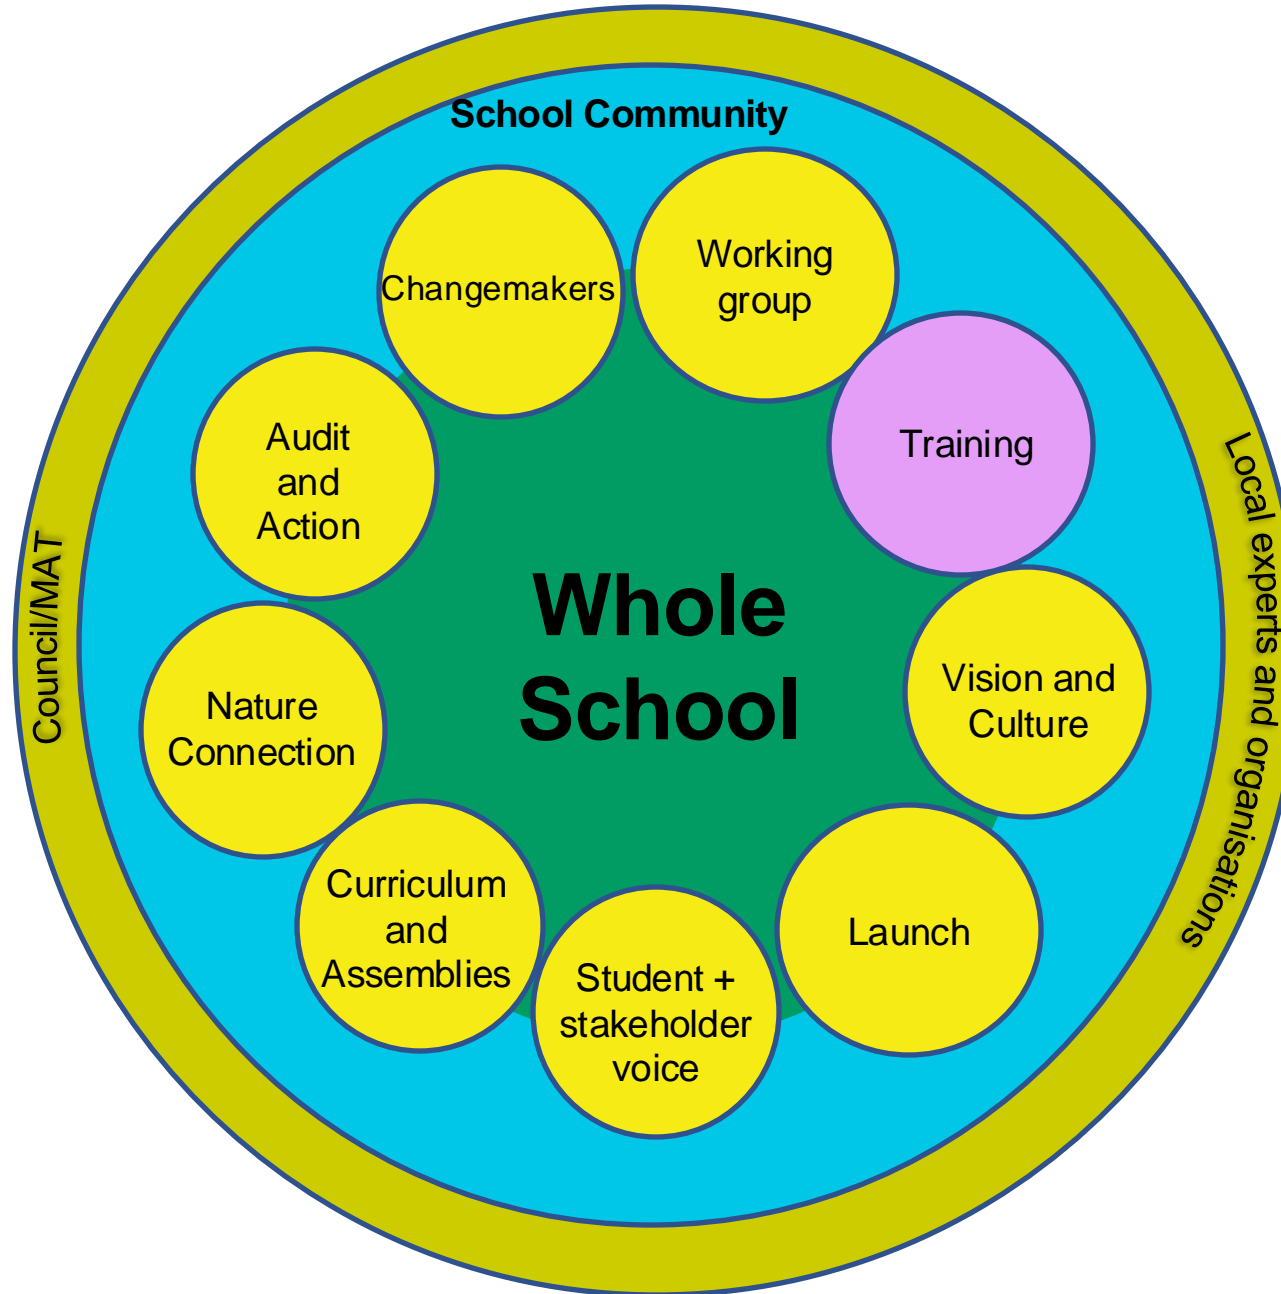 School Community
Changemakers
Working
group
Training
Audit
and
Action
Whole
School
Vision and
Culture
Nature
Connection
Curriculum
and
Assemblies
Student +
stakeholder
voice
Launch
Council/MAT
Local experts and organisations